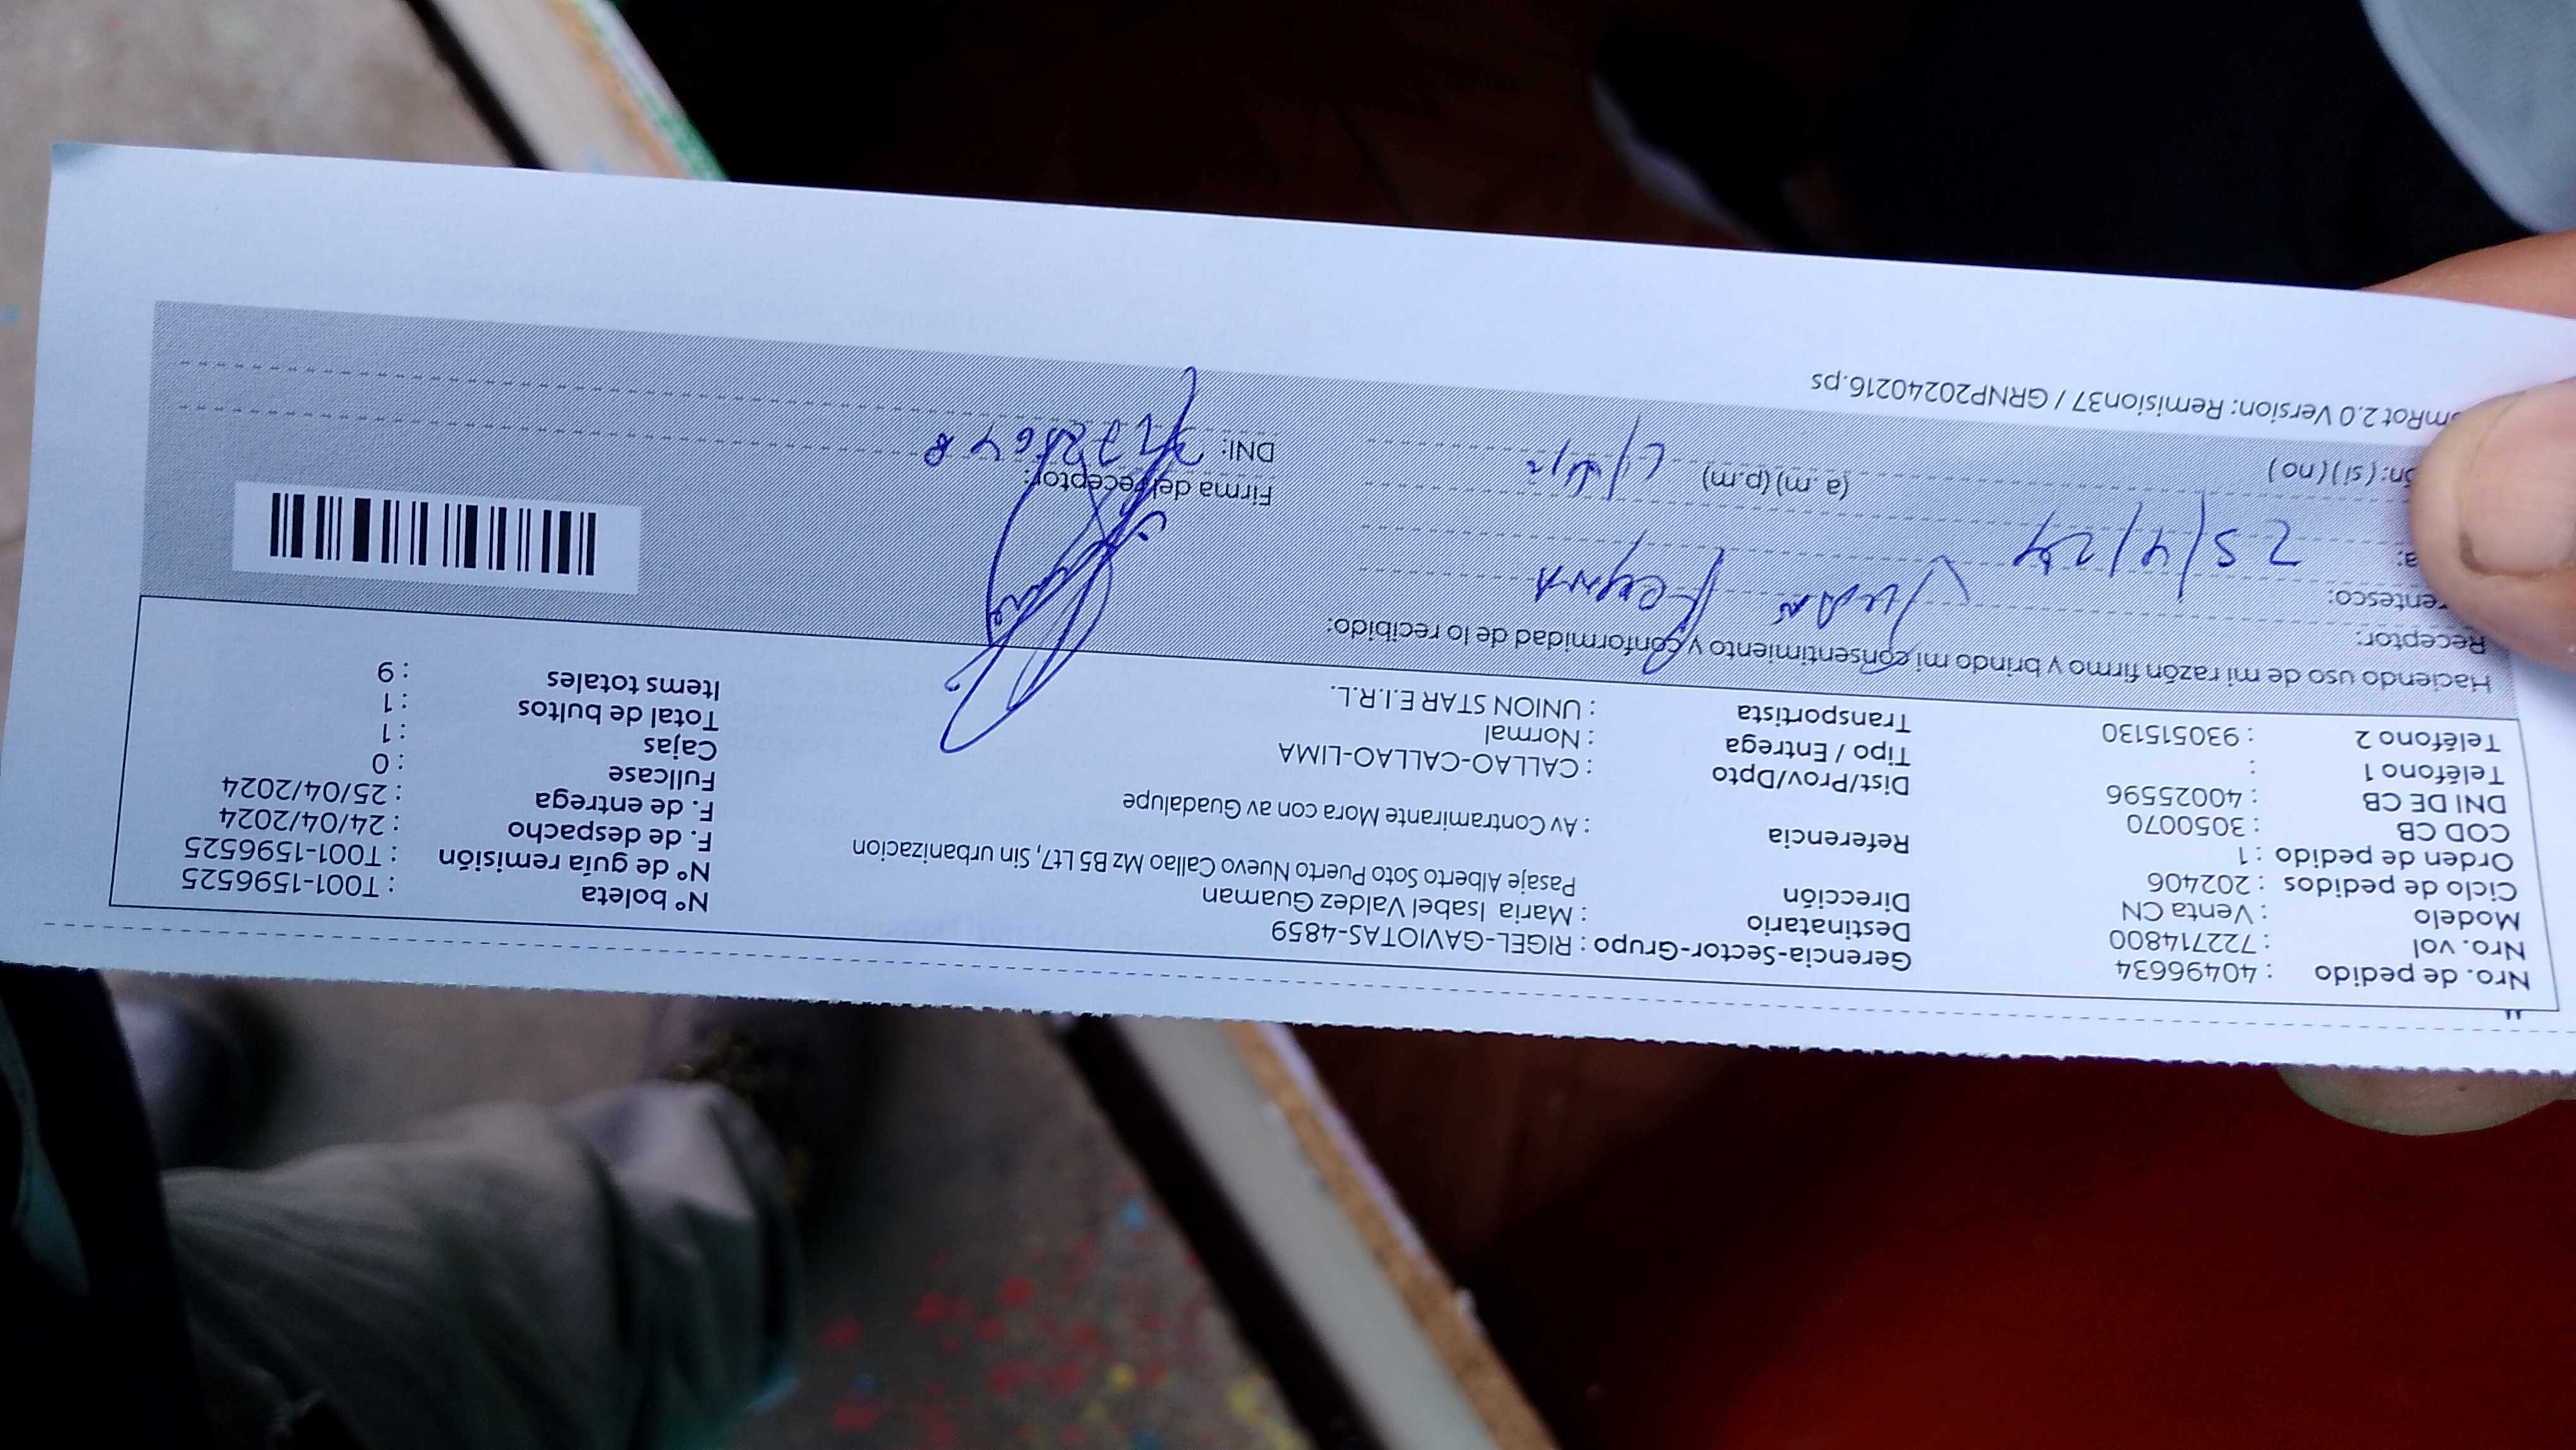 Nro. de pedido : 40496634
Nro. vol : 722714800
Modelo : Venta CN
Ciclo de pedidos : 202406
Orden de pedido : 1
COD CB : 3050070
DNI DE CB : 40025596
Teléfono 1 :
Teléfono 2 : 930515130
Gerencia-Sector-Grupo : RIGEL-GAVIOTAS-4859
Destinatario : Maria Isabel Valdez Guaman
Dirección Pasaje Alberto Soto Puerto Nuevo Callao Mz B5 Lt7, Sin urbanizacion
Referencia : Av Contramirante Mora con av Guadalupe
Dist/Prov/Dpto : CALLAO-CALLAO-LIMA
Tipo / Entrega : Normal
Transportista : UNION STAR E.I.R.L.
Nº boleta : T001-1596525
Nº de guía remisión : T001-1596525
F. de despacho : 24/04/2024
F. de entrega : 25/04/2024
Fullcase : 0
Cajas : 1
Total de bultos : 1
Items totales : 9
Haciendo uso de mi razón firmo y brindo mi consentimiento y conformidad de lo recibido:
Receptor:
rentesco:
a: 25/4/24 (a.m)(p.m)
ón: (si)(no)
Firma del receptor:
DNI:
mRot 2.0 Version: Remision37 / GRNP20240216.ps